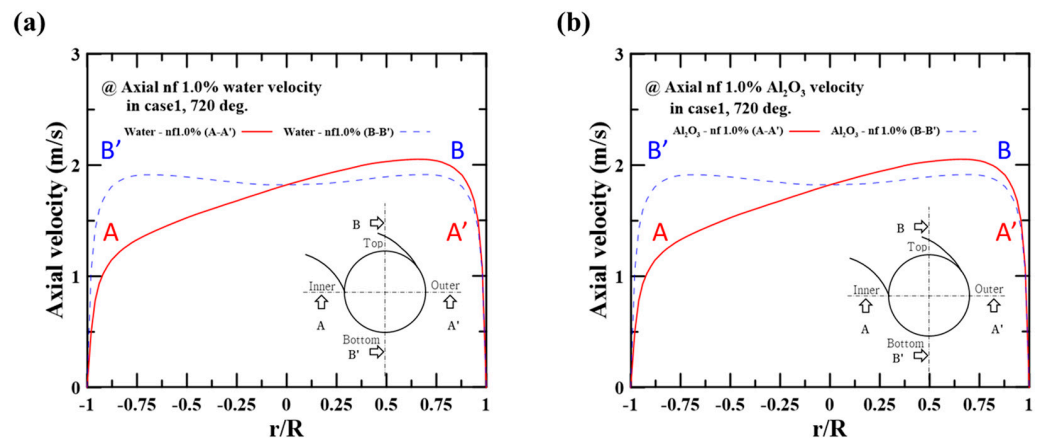 (a)
Axial velocity (m/s)
3
2
1
0
@ Axial nf 1.0% water velocity
in case1, 720 deg.
Water - nf1.0% (A-A') Water - nf1.0% (B-B')
B’
B
A
A’
B
Top
Inner
Outer
A
A'
Bottom
B'
-1 -0.75 -0.5 -0.25 0 0.25 0.5 0.75 1
r/R
(b)
Axial velocity (m/s)
3
2
1
0
@ Axial nf 1.0% Al₂O₃ velocity
in case1, 720 deg.
Al₂O₃ - nf 1.0% (A-A') Al₂O₃ - nf 1.0% (B-B')
B’
B
A
A’
B
Top
Inner
Outer
A
A'
Bottom
B'
-1 -0.75 -0.5 -0.25 0 0.25 0.5 0.75 1
r/R